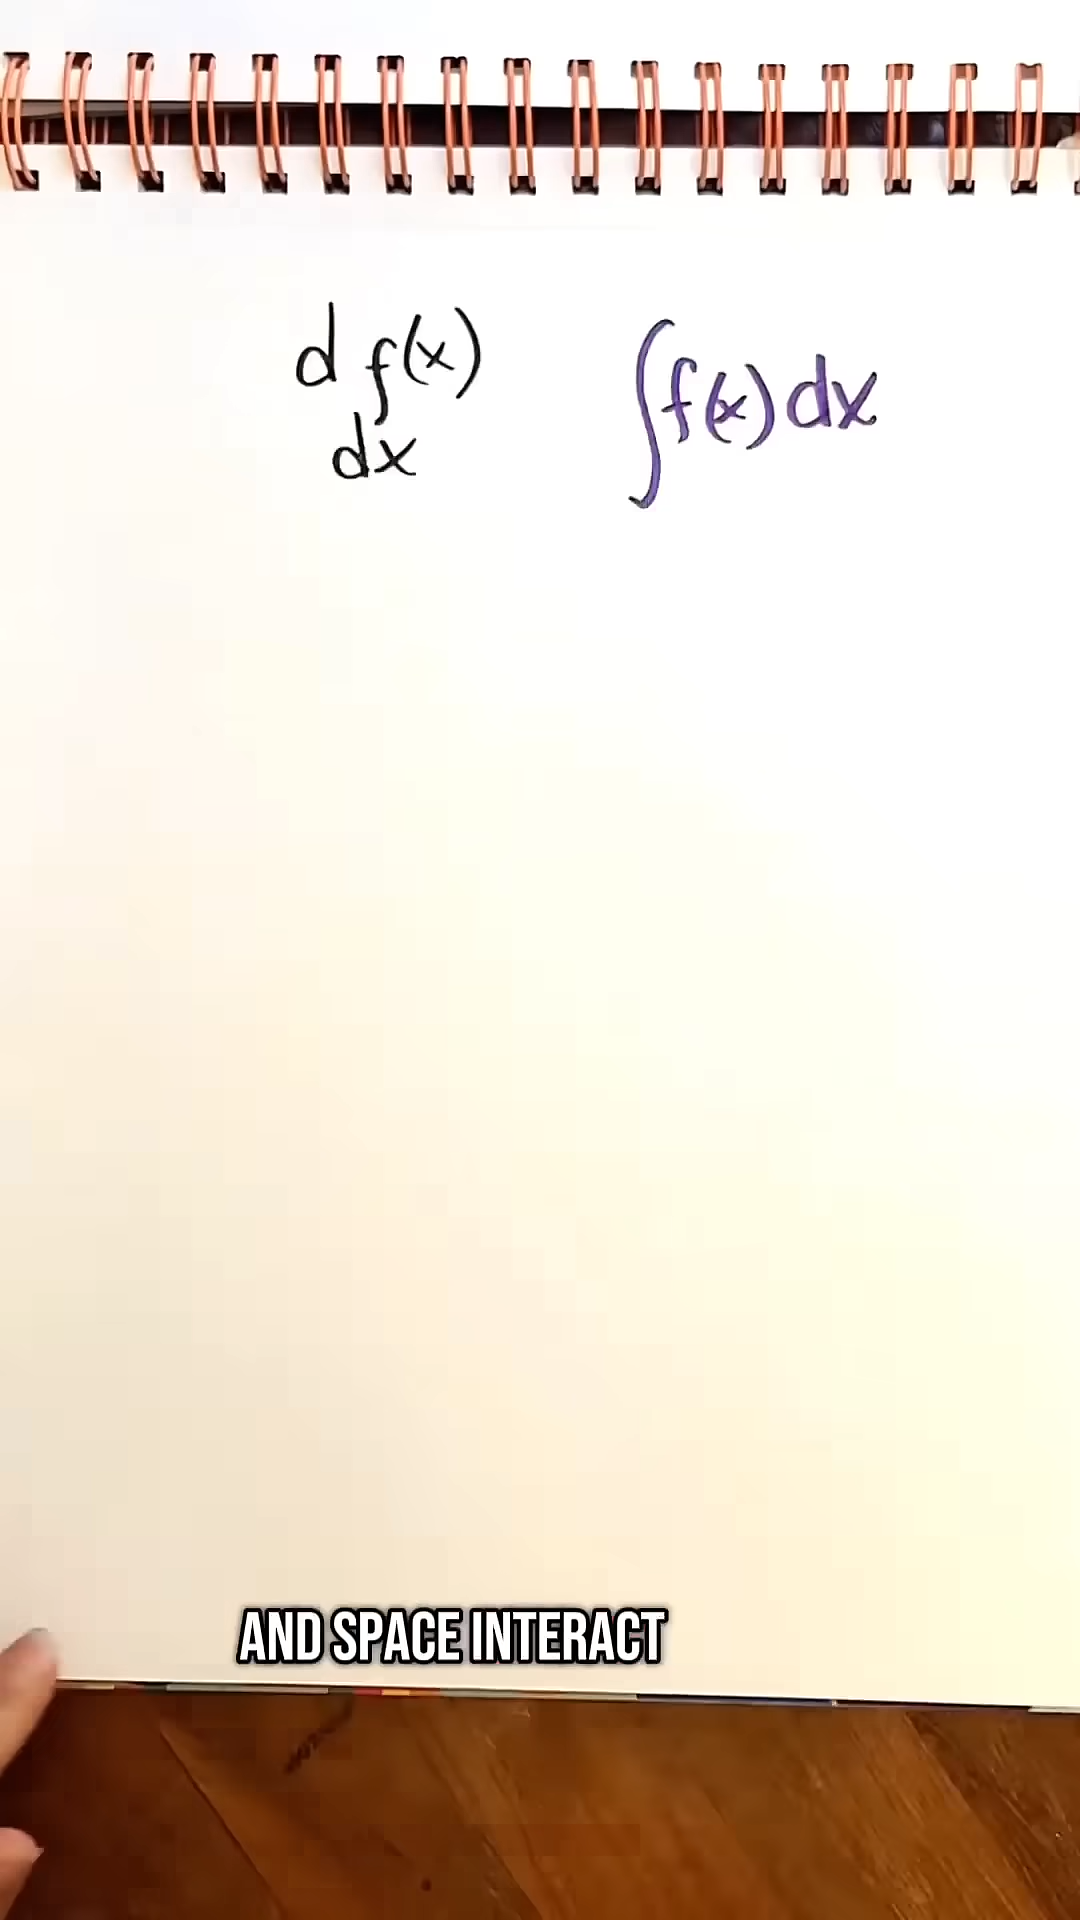 d f(x)
dx
∫f(x)dx
AND SPACE INTERACT